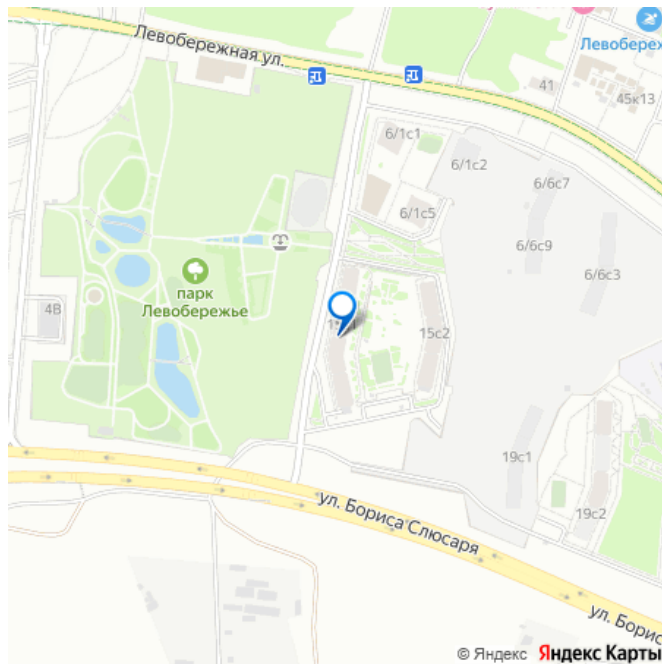 Левобережная ул.
Левобереж
41
45к13
6/1с1
6/1с2
6/6с7
6/1с5
6/6с9
6/6с3
парк
Левобережье
4В
15с2
19с1
19с2
ул. Бориса Слюсаря
ул. Борис
© Яндекс Яндекс Карты